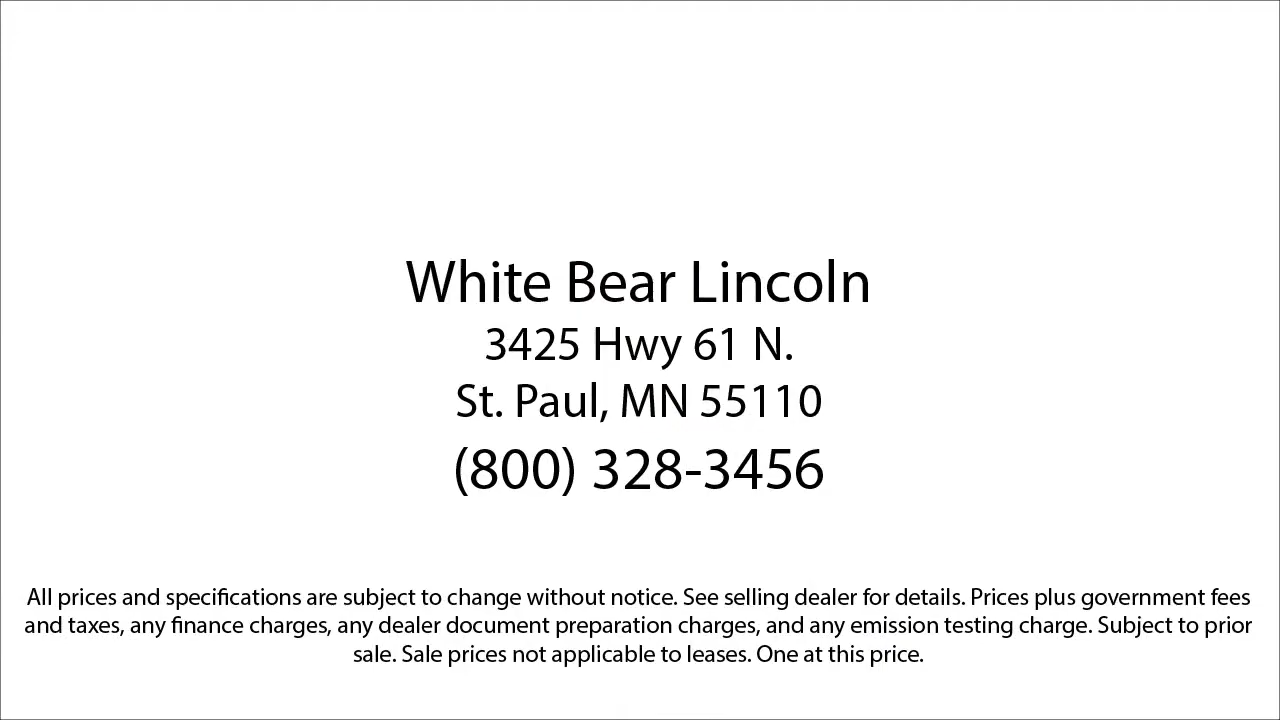 White Bear Lincoln
3425 Hwy 61 N.
St. Paul, MN 55110
(800) 328-3456
All prices and specifications are subject to change without notice. See selling dealer for details. Prices plus government fees
and taxes, any finance charges, any dealer document preparation charges, and any emission testing charge. Subject to prior
sale. Sale prices not applicable to leases. One at this price.